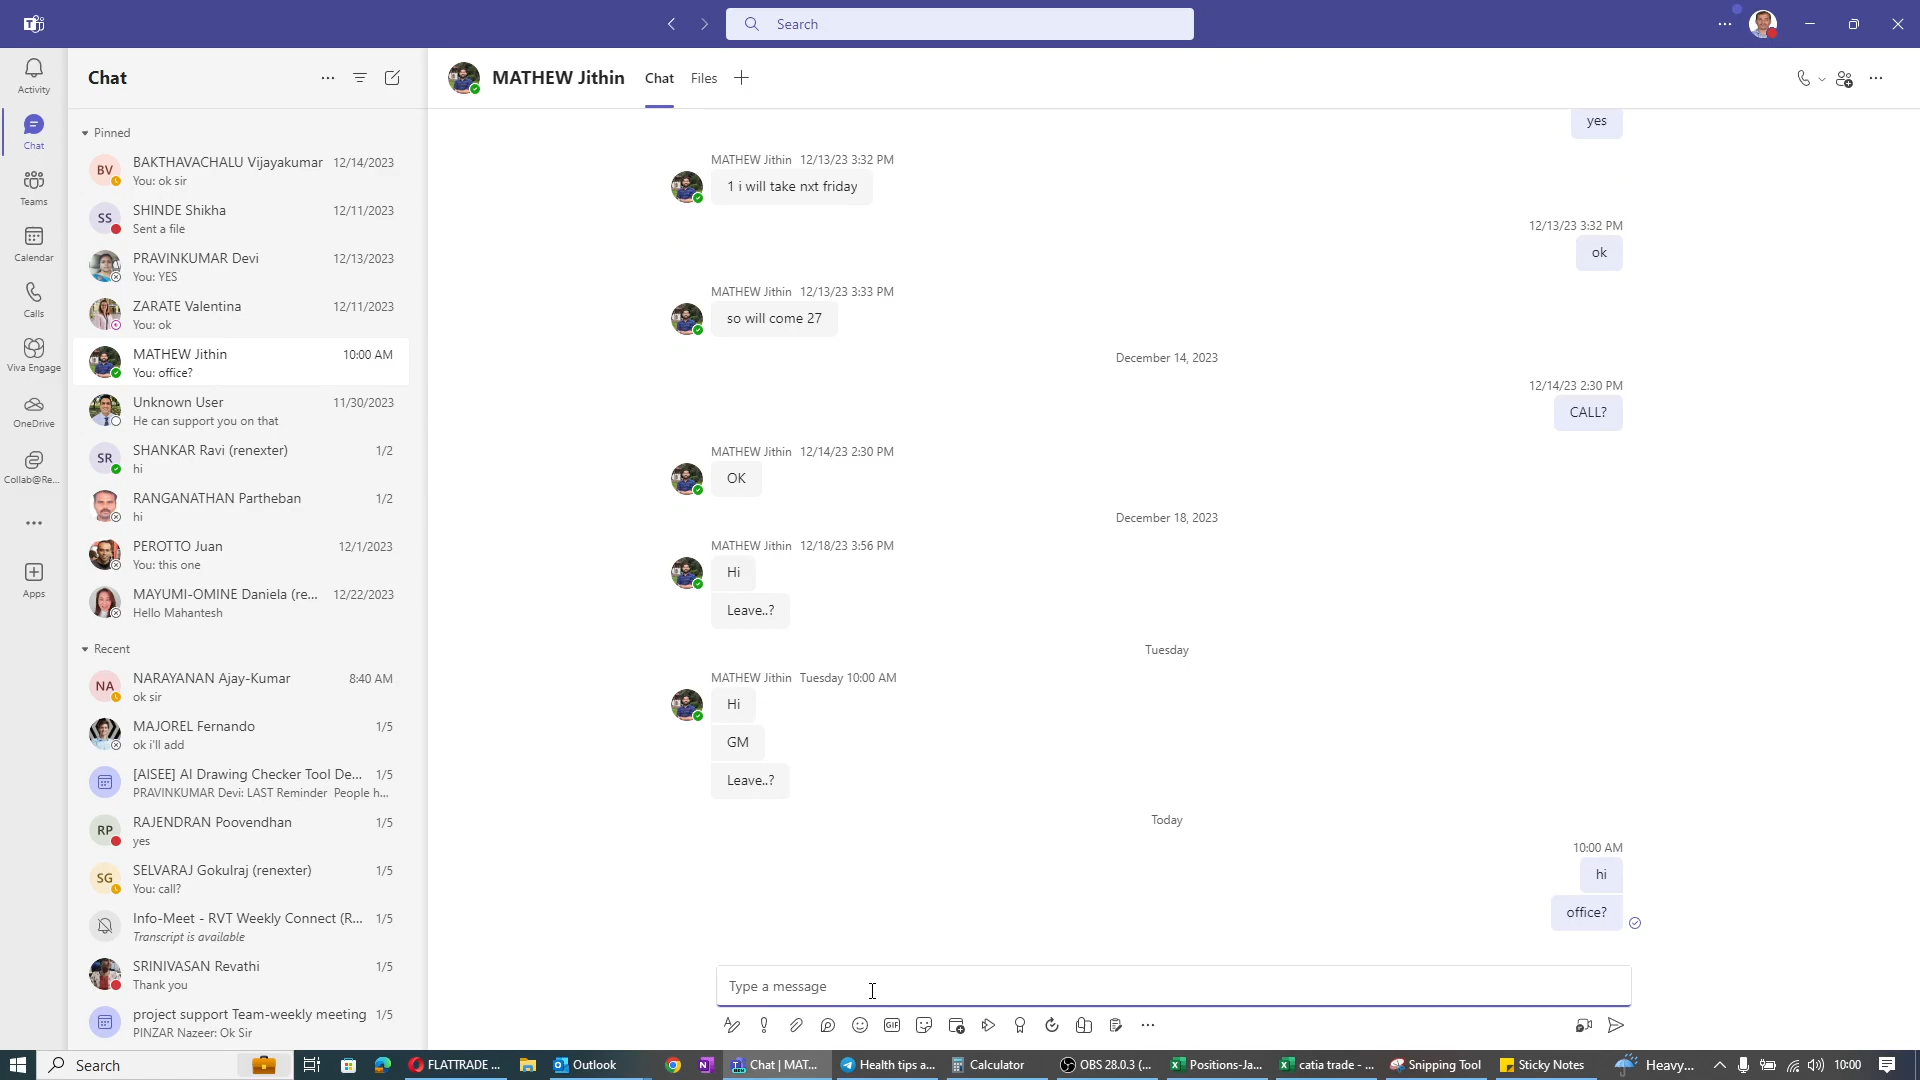 Search
Activity
Chat
Teams
Calendar
Calls
Viva Engage
OneDrive
Collab@Re...
Apps
Chat
Pinned
BV
BAKTHAVACHALU Vijayakumar 12/14/2023
You: ok sir
SS
SHINDE Shikha 12/11/2023
Sent a file
PRAVINKUMAR Devi 12/13/2023
You: YES
ZARATE Valentina 12/11/2023
You: ok
MATHEW Jithin 10:00 AM
You: office?
Unknown User 11/30/2023
He can support you on that
SR
SHANKAR Ravi (renexter) 1/2
hi
RANGANATHAN Partheban 1/2
hi
PEROTTO Juan 12/1/2023
You: this one
MAYUMI-OMINE Daniela (re... 12/22/2023
Hello Mahantesh
Recent
NA
NARAYANAN Ajay-Kumar 8:40 AM
ok sir
MAJOREL Fernando 1/5
ok i'll add
[AISEE] AI Drawing Checker Tool De... 1/5
PRAVINKUMAR Devi: LAST Reminder People h...
RP
RAJENDRAN Poovendhan 1/5
yes
SG
SELVARAJ Gokulraj (renexter) 1/5
You: call?
Info-Meet - RVT Weekly Connect (R... 1/5
Transcript is available
SRINIVASAN Revathi 1/5
Thank you
project support Team-weekly meeting 1/5
PINZAR Nazeer: Ok Sir
MATHEW Jithin Chat Files
yes
MATHEW Jithin 12/13/23 3:32 PM
1 i will take nxt friday
12/13/23 3:32 PM
ok
MATHEW Jithin 12/13/23 3:33 PM
so will come 27
December 14, 2023
12/14/23 2:30 PM
CALL?
MATHEW Jithin 12/14/23 2:30 PM
OK
December 18, 2023
MATHEW Jithin 12/18/23 3:56 PM
Hi
Leave..?
Tuesday
MATHEW Jithin Tuesday 10:00 AM
Hi
GM
Leave..?
Today
10:00 AM
hi
office?
Type a message
GIF
Search FLATTRADE ... Outlook Chat | MAT... Health tips a... Calculator OBS 28.0.3 (... Positions-Ja... catia trade - ... Snipping Tool Sticky Notes Heavy... 10:00